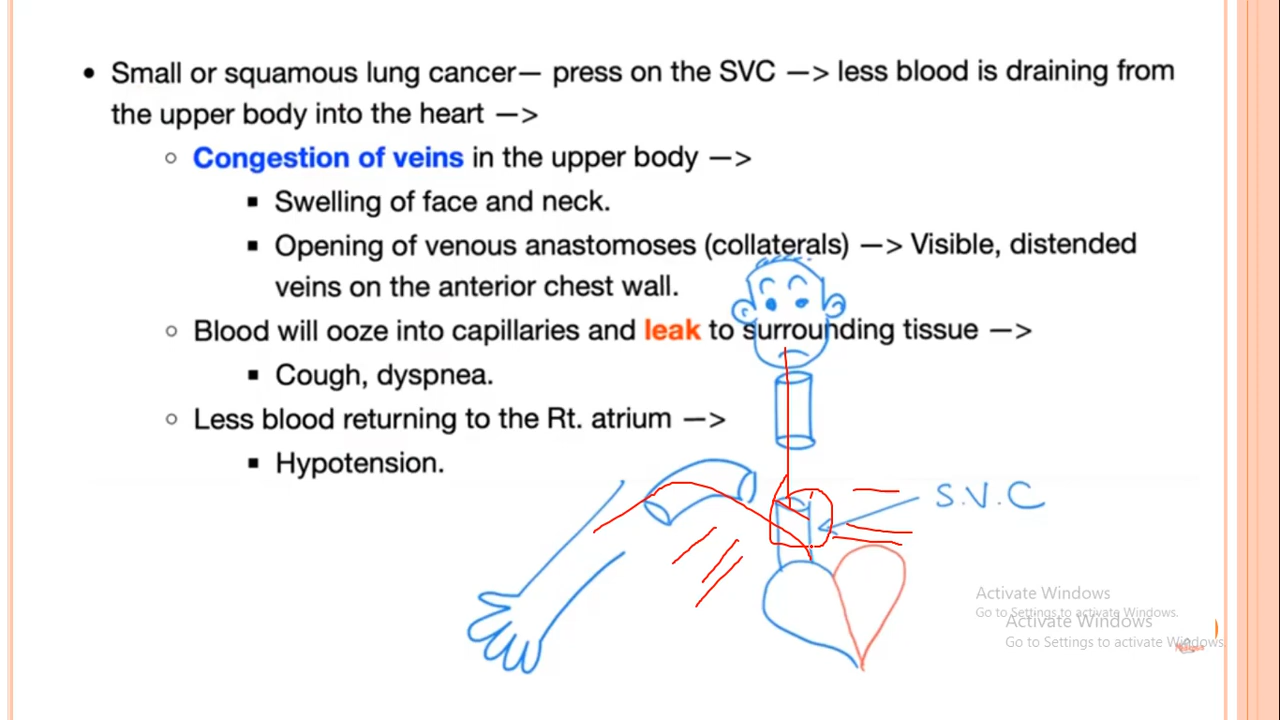 • Small or squamous lung cancer— press on the SVC —> less blood is draining from
the upper body into the heart —>
○ Congestion of veins in the upper body —>
▪ Swelling of face and neck.
▪ Opening of venous anastomoses (collaterals) —> Visible, distended
veins on the anterior chest wall.
○ Blood will ooze into capillaries and leak to surrounding tissue —>
▪ Cough, dyspnea.
○ Less blood returning to the Rt. atrium —>
▪ Hypotension.
S.V.C
Activate Windows
Go to Settings to activate Windows.
Activate Windows
Go to Settings to activate Windows.